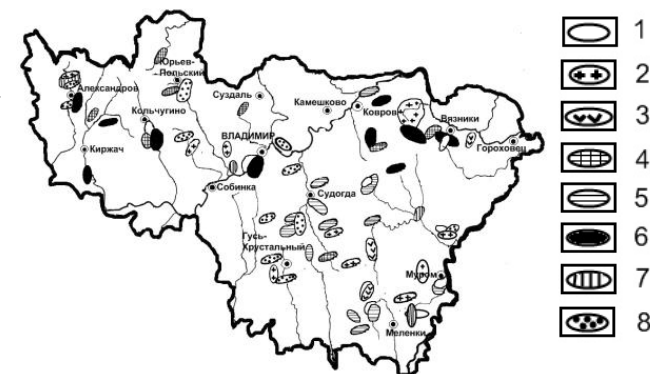 Юрьев-
Польский
Александров
Суздаль
Камешково
Кольчугино
Ковров
Вязники
ВЛАДИМИР
Гороховец
Киржач
Собинка
Судогда
Гусь-
Хрустальный
Муром
Меленки
1
2
3
4
5
6
7
8